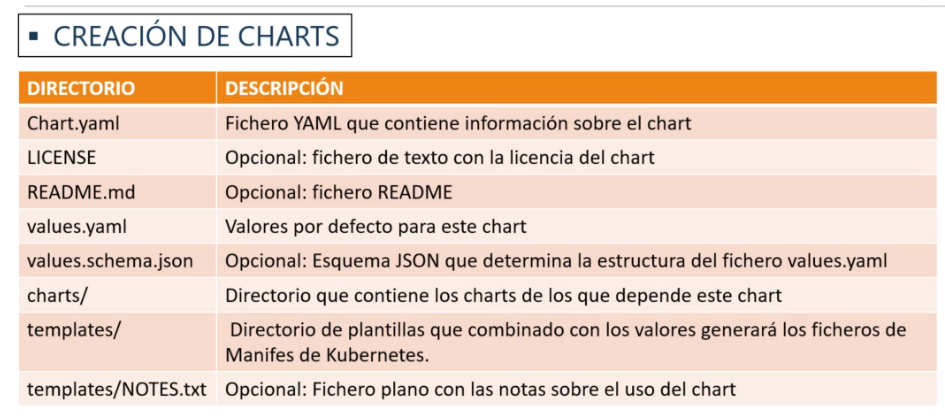 ▪ CREACIÓN DE CHARTS
DIRECTORIO DESCRIPCIÓN
Chart.yaml Fichero YAML que contiene información sobre el chart
LICENSE Opcional: fichero de texto con la licencia del chart
README.md Opcional: fichero README
values.yaml Valores por defecto para este chart
values.schema.json Opcional: Esquema JSON que determina la estructura del fichero values.yaml
charts/ Directorio que contiene los charts de los que depende este chart
templates/ Directorio de plantillas que combinado con los valores generará los ficheros de
Manifes de Kubernetes.
templates/NOTES.txt Opcional: Fichero plano con las notas sobre el uso del chart